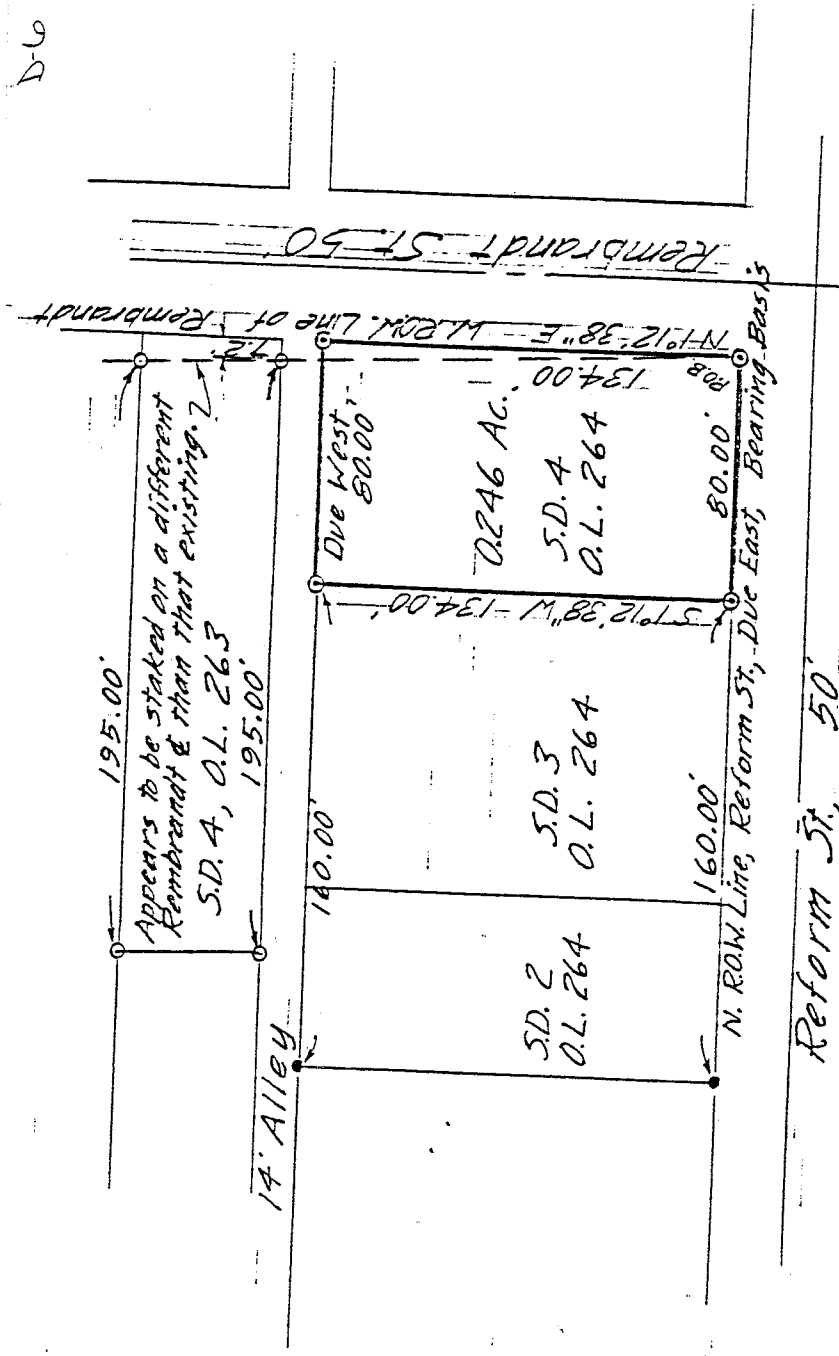 D-6
Rembrandt St. 50'
W. R.O.W. Line of Rembrandt
N 1°12'38" E
134.00'
P.O.B.
7.2'
195.00'
Appears to be staked on a different
Rembrandt ℄ than that existing.
S.D. 4, O.L. 263
195.00'
14' Alley
Due West
80.00'
0.246 Ac.
S.D. 4
O.L. 264
80.00'
S 1°12'38" W - 134.00'
160.00'
S.D. 3
O.L. 264
160.00'
S.D. 2
O.L. 264
N. R.O.W. Line, Reform St., Due East, Bearing Basis
Reform St., 50'